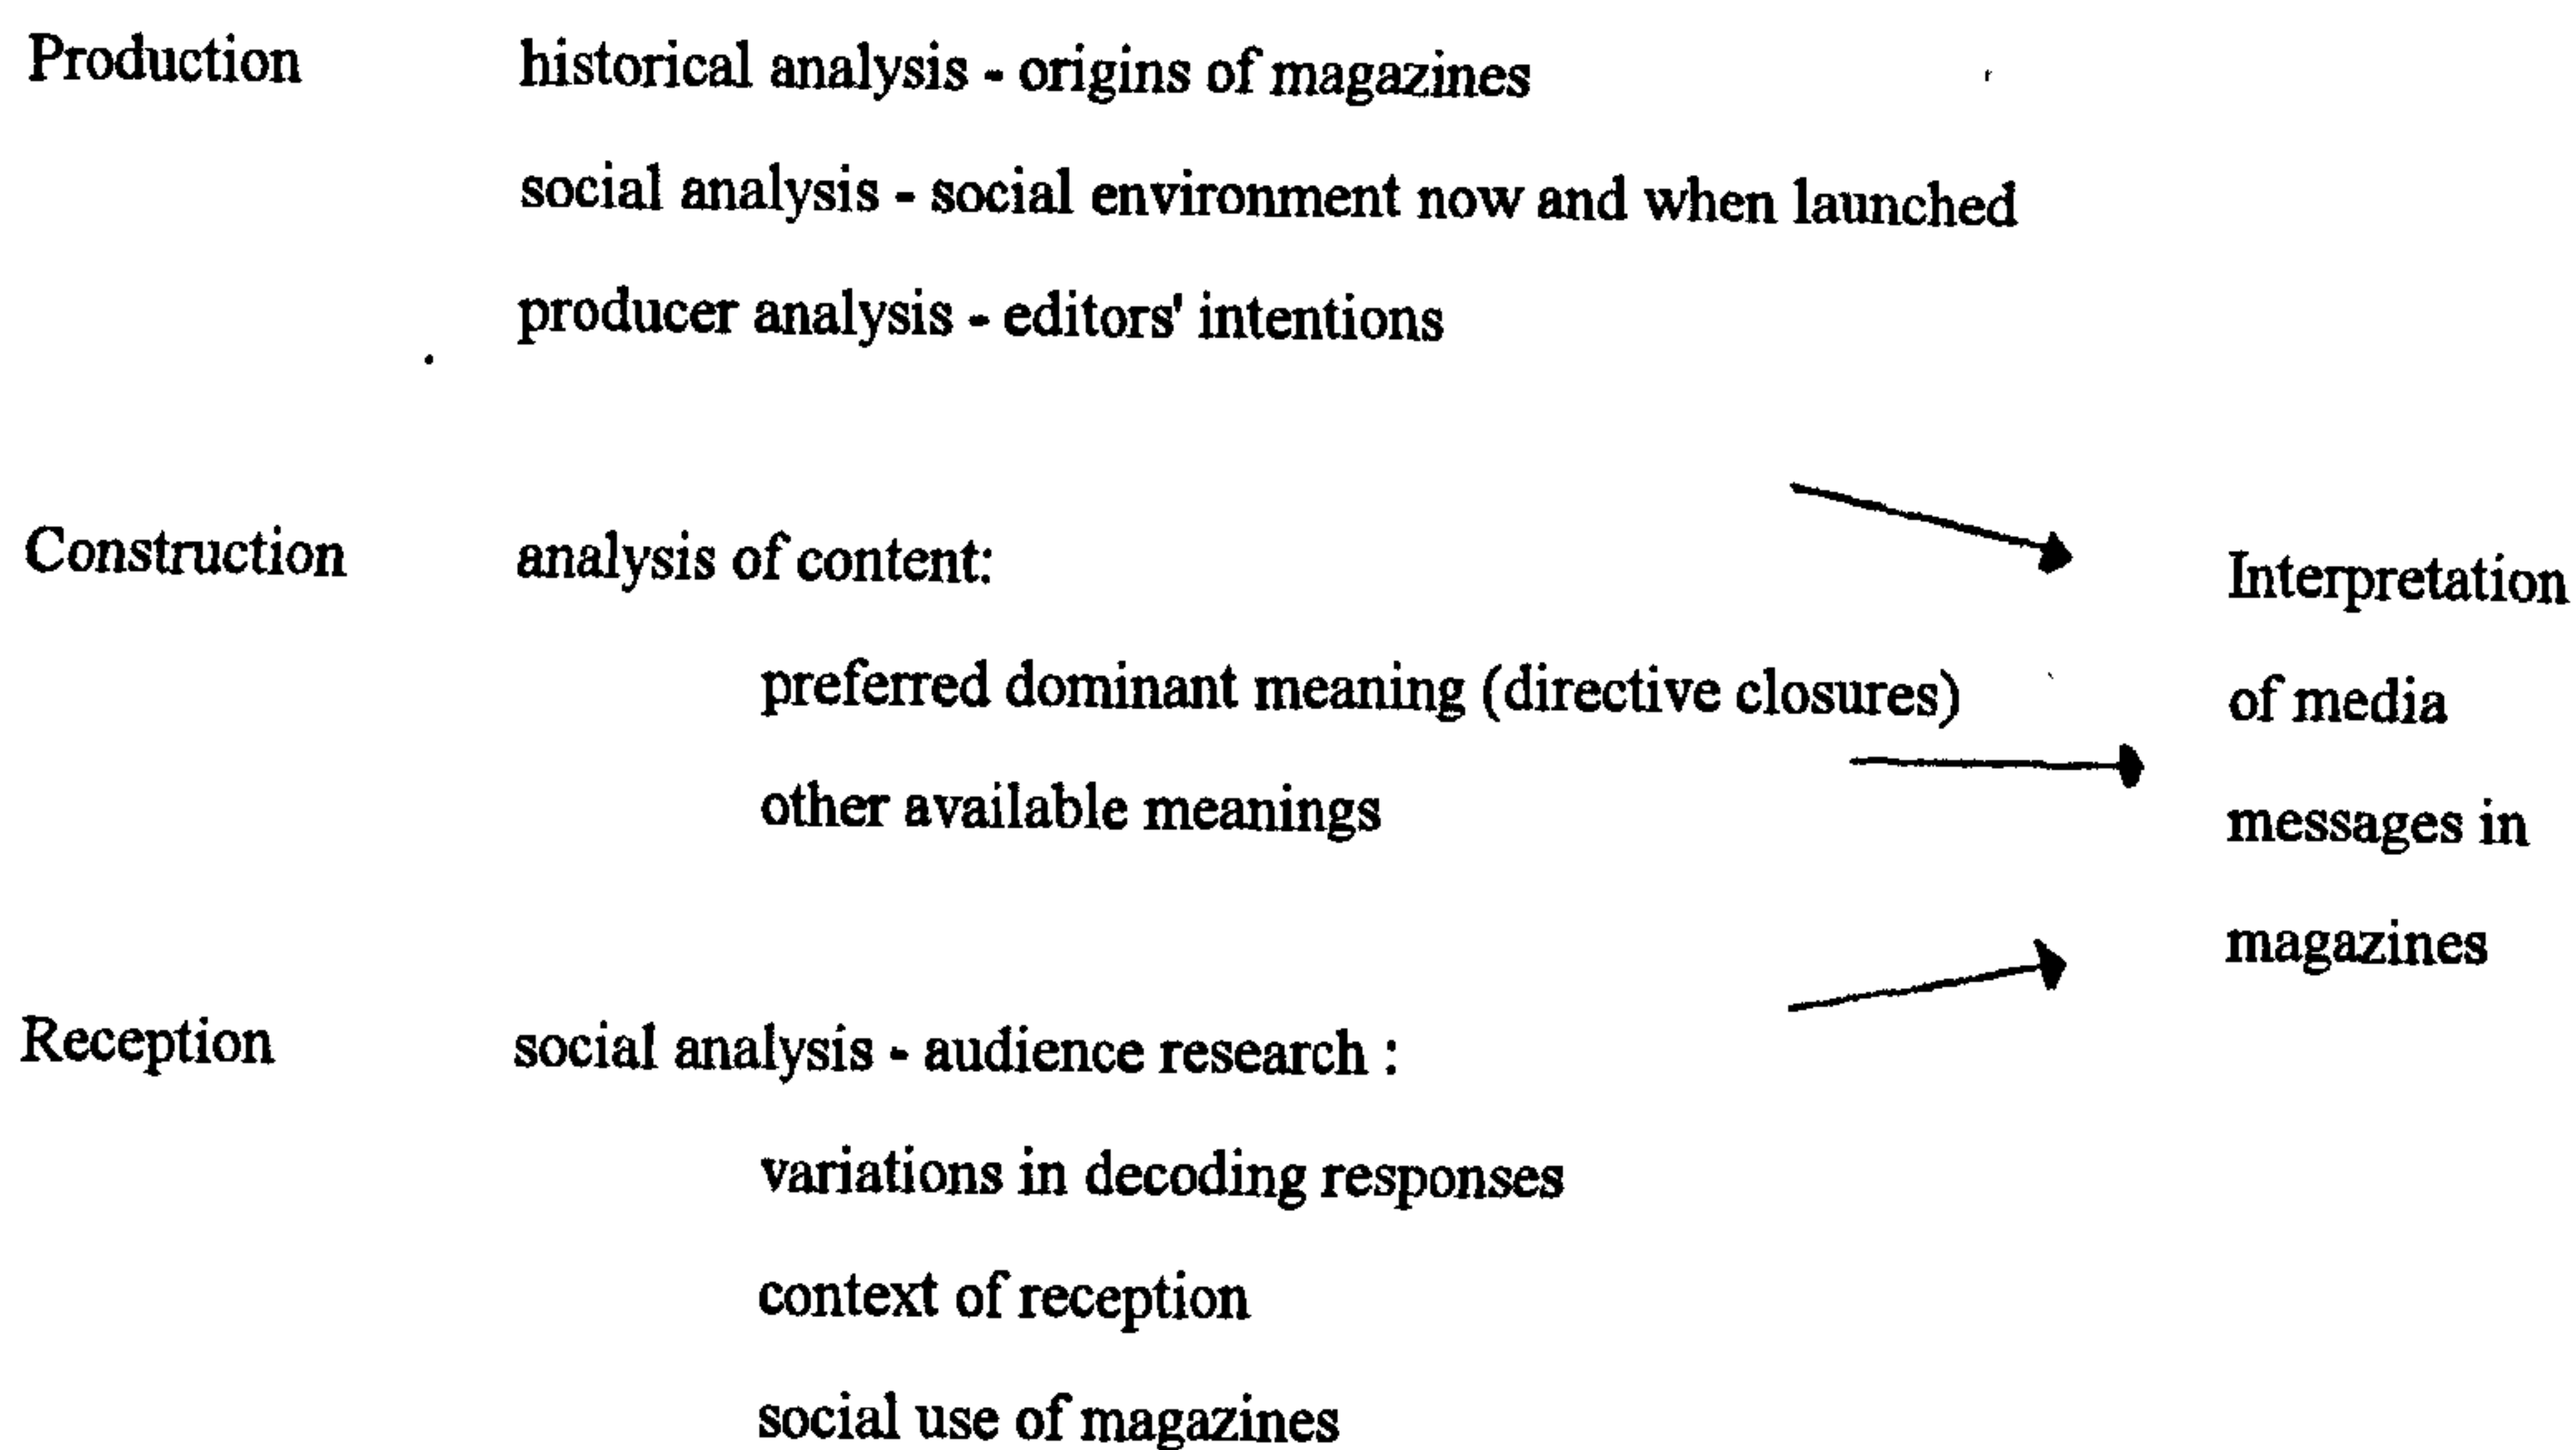 Production historical analysis - origins of magazines
social analysis - social environment now and when launched
producer analysis - editors' intentions
Construction analysis of content:
preferred dominant meaning (directive closures)
other available meanings
Interpretation
of media
messages in
magazines
Reception social analysis - audience research :
variations in decoding responses
context of reception
social use of magazines